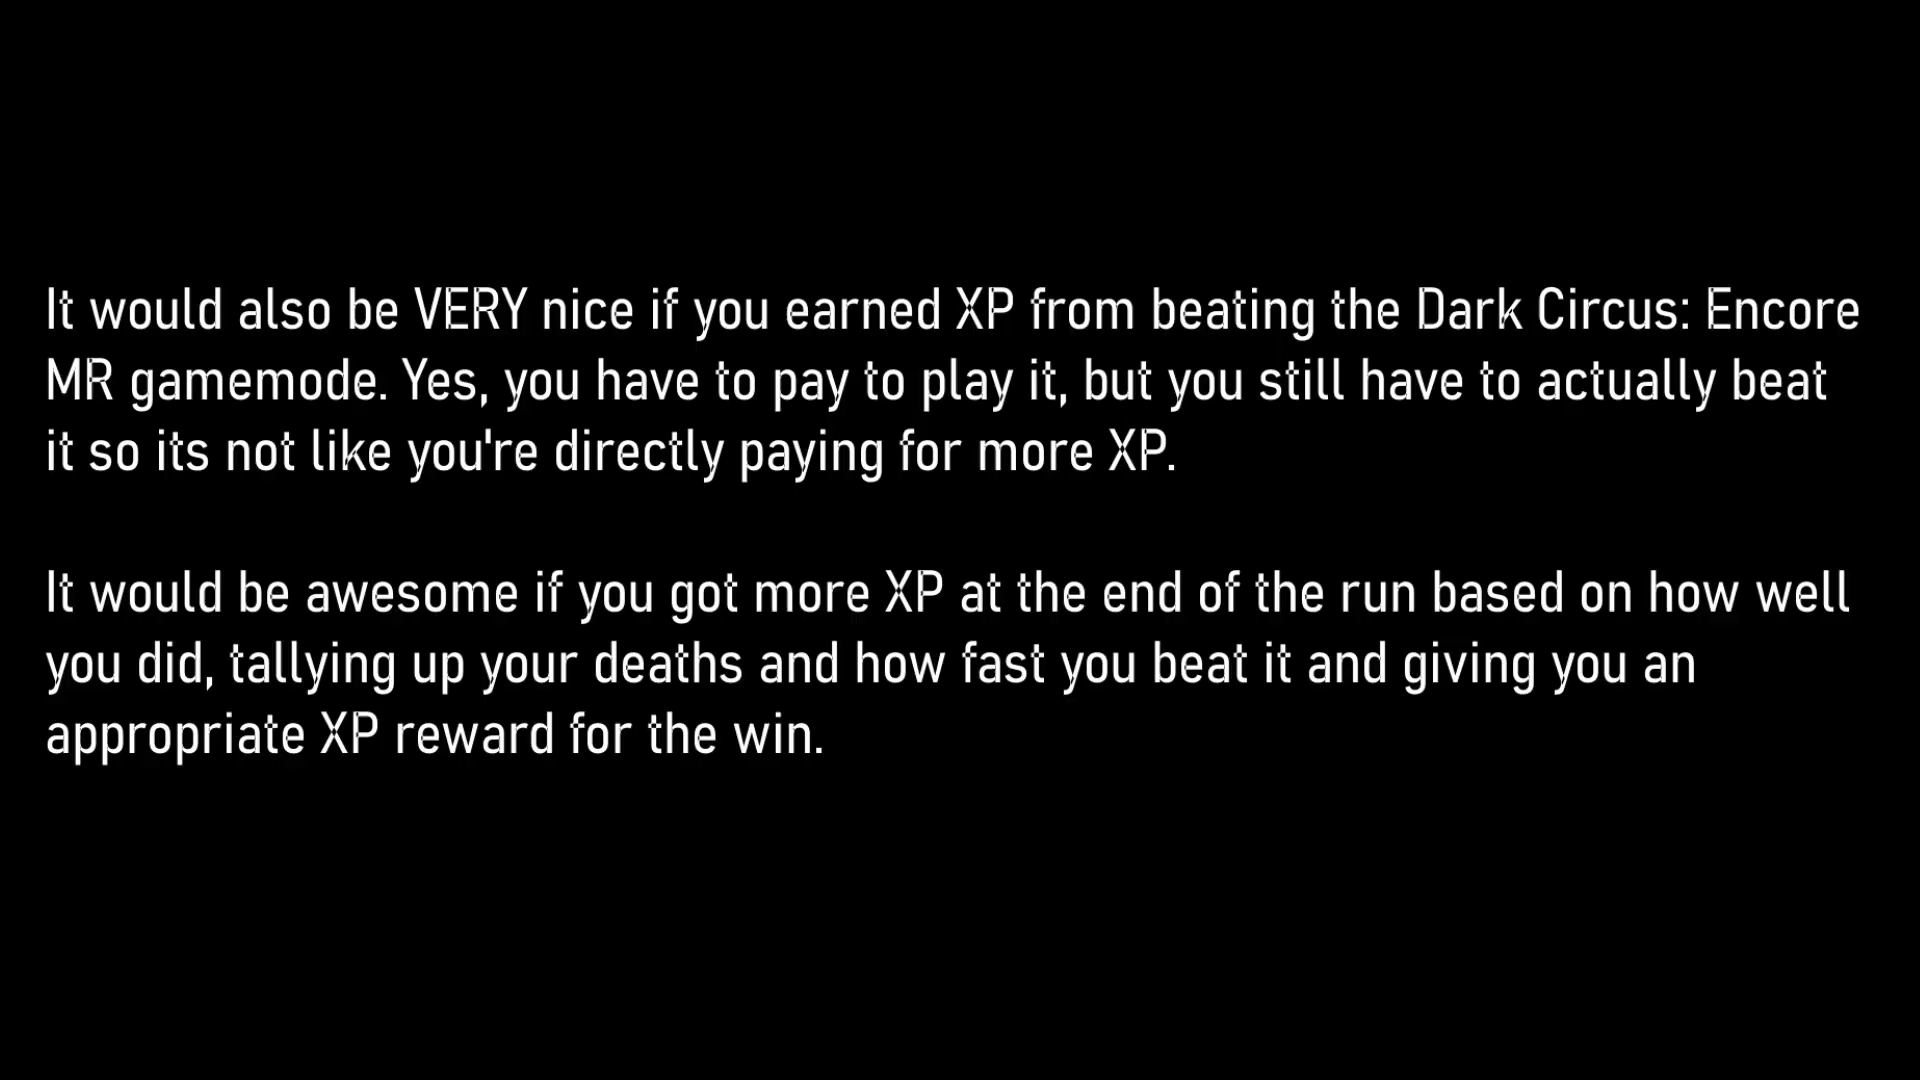 It would also be VERY nice if you earned XP from beating the Dark Circus: Encore
MR gamemode. Yes, you have to pay to play it, but you still have to actually beat
it so its not like you're directly paying for more XP.
It would be awesome if you got more XP at the end of the run based on how well
you did, tallying up your deaths and how fast you beat it and giving you an
appropriate XP reward for the win.